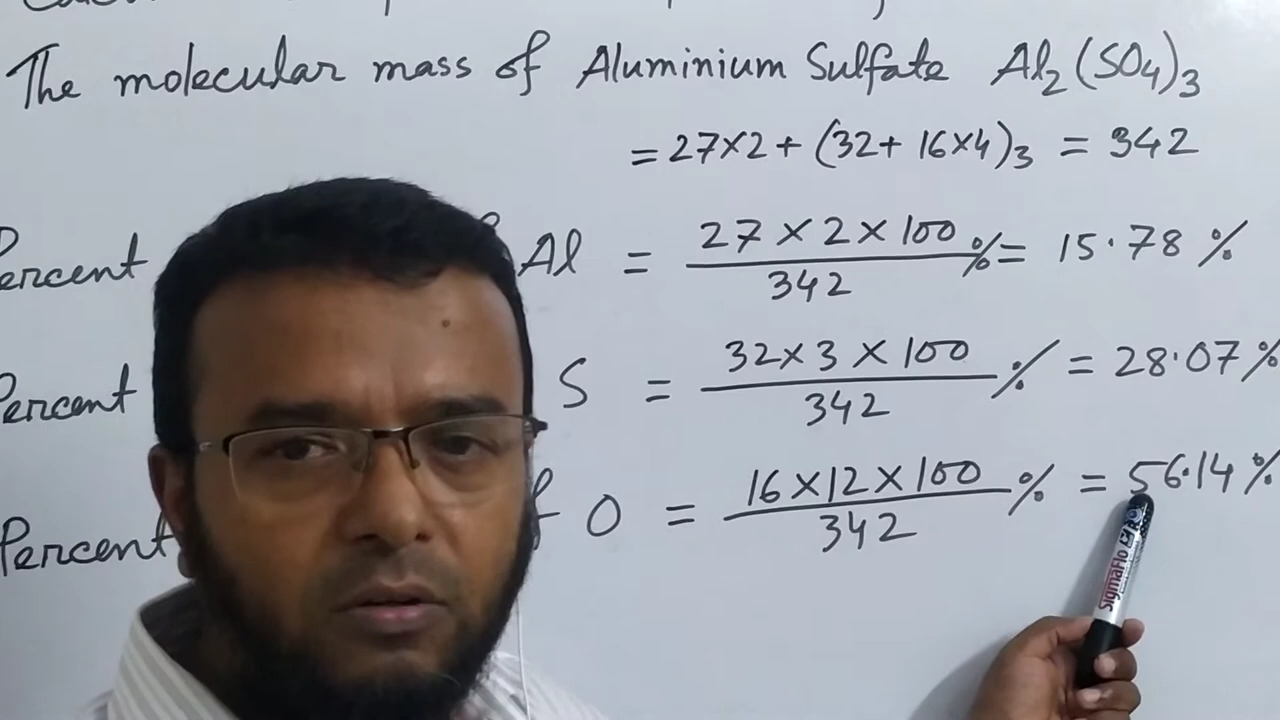 The molecular mass of Aluminium Sulfate Al₂(SO₄)₃
= 27×2 + (32+ 16×4)₃ = 342
Percent Al = 27 × 2 × 100 / 342 % = 15.78 %
Percent S = 32×3 × 100 / 342 % = 28.07 %
Percent of O = 16×12×100 / 342 % = 56.14 %
SigmaFlo